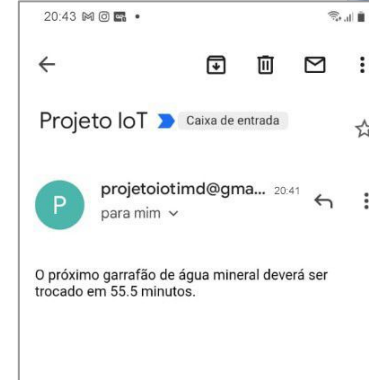 20:43
Projeto IoT Caixa de entrada
P
projetoiotimd@gma... 20:41
para mim
O próximo garrafão de água mineral deverá ser
trocado em 55.5 minutos.